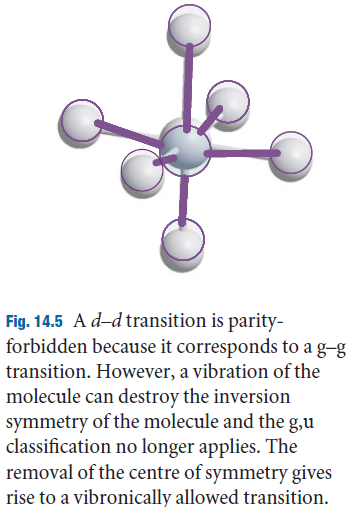 Fig. 14.5 A d–d transition is parity-
forbidden because it corresponds to a g–g
transition. However, a vibration of the
molecule can destroy the inversion
symmetry of the molecule and the g,u
classification no longer applies. The
removal of the centre of symmetry gives
rise to a vibronically allowed transition.